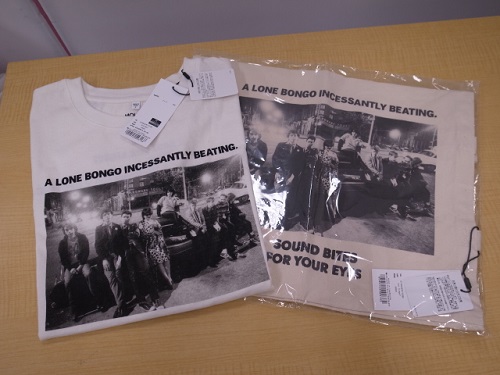 A LONE BONGO INCESSANTLY BEATING.
A LONE BONGO INCESSANTLY BEATING.
SOUND BITES
FOR YOUR EYES